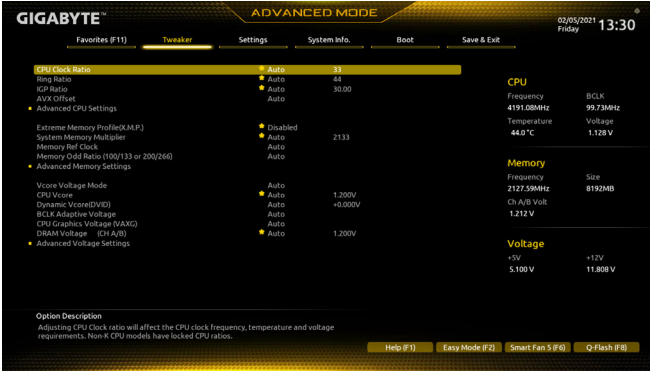 GIGABYTE™ ADVANCED MODE 02/05/2021 Friday 13:30
Favorites (F11) Tweaker Settings System Info. Boot Save & Exit
CPU Clock Ratio Auto 33
Ring Ratio Auto 44
IGP Ratio Auto 30.00
AVX Offset Auto
Advanced CPU Settings
Extreme Memory Profile(X.M.P.) Disabled
System Memory Multiplier Auto 2133
Memory Ref Clock Auto
Memory Odd Ratio (100/133 or 200/266) Auto
Advanced Memory Settings
Vcore Voltage Mode Auto
CPU Vcore Auto 1.200V
Dynamic Vcore(DVID) Auto +0.000V
BCLK Adaptive Voltage Auto
CPU Graphics Voltage (VAXG) Auto
DRAM Voltage (CH A/B) Auto 1.200V
Advanced Voltage Settings
CPU
Frequency BCLK
4191.08MHz 99.73MHz
Temperature Voltage
44.0 °C 1.128 V
Memory
Frequency Size
2127.59MHz 8192MB
Ch A/B Volt
1.212 V
Voltage
+5V +12V
5.100 V 11.808 V
Option Description
Adjusting CPU Clock ratio will affect the CPU clock frequency, temperature and voltage
requirements. Non-K CPU models have locked CPU ratios.
Help (F1) Easy Mode (F2) Smart Fan 5 (F6) Q-Flash (F8)